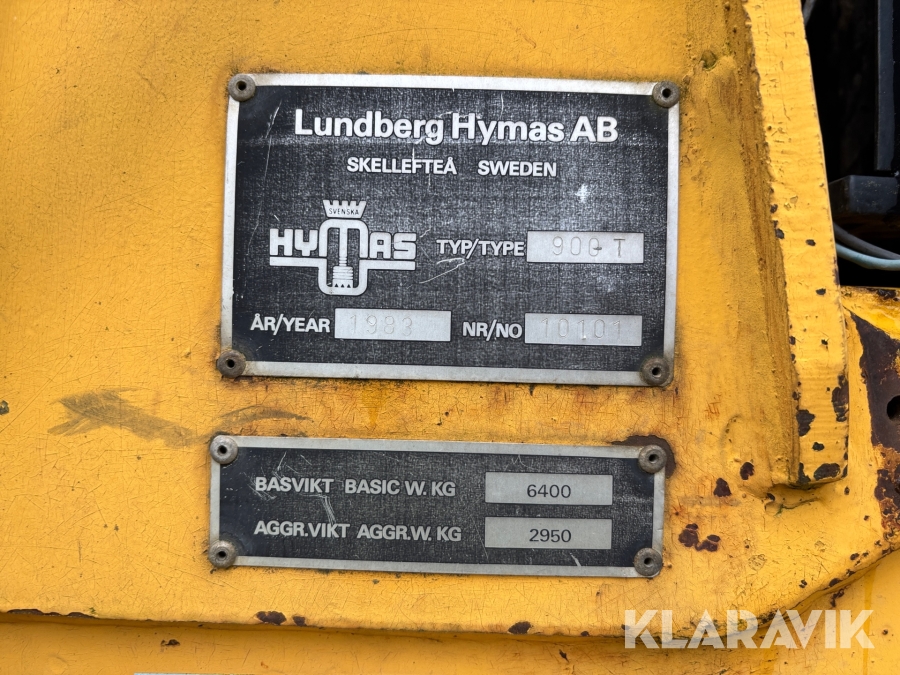 Lundberg Hymas AB
SKELLEFTEÅ SWEDEN
SVENSKA
HYMAS
TYP/TYPE 900-T
ÅR/YEAR 1983 NR/NO 10101
BASVIKT BASIC W. KG 6400
AGGR.VIKT AGGR.W. KG 2950
KLARAVIK